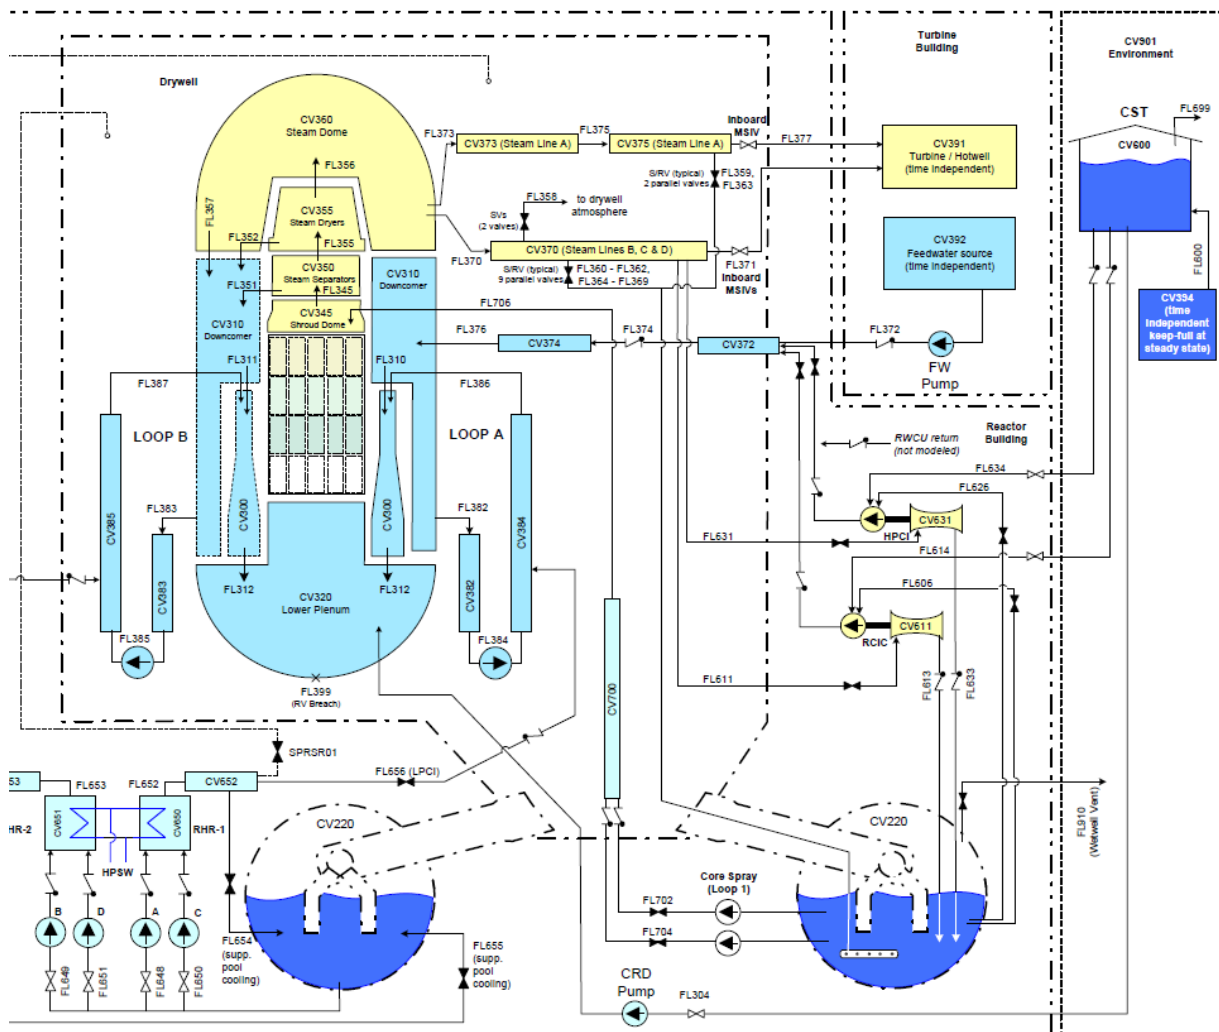 Turbine
Building
CV901
Environment
Drywell
CST
FL699
CV600
CV360
Steam Dome
FL373
CV373 (Steam Line A)
FL375
CV375 (Steam Line A)
Inboard
MSIV
FL377
CV391
Turbine / Hotwell
(time independent)
FL356
S/RV (typical)
2 parallel valves
FL359,
FL363
CV355
Steam Dryers
FL357
FL352
FL355
FL358
to drywell
atmosphere
SVs
(2 valves)
FL370
CV370 (Steam Lines B, C & D)
FL371
Inboard
MSIVs
CV392
Feedwater source
(time independent)
FL600
CV350
Steam Separators
FL351
FL345
CV310
Downcomer
S/RV (typical)
9 parallel valves
FL360 - FL362,
FL364 - FL369
FL706
CV394
(time
independent
keep-full at
steady state)
CV310
Downcomer
CV345
Shroud Dome
FL376
CV374
FL374
CV372
FL372
FW
Pump
FL311
FL310
FL387
FL386
LOOP B
LOOP A
RWCU return
(not modeled)
Reactor
Building
FL634
FL626
CV385
FL383
CV383
CV300
CV300
FL382
CV382
CV384
CV631
HPCI
FL631
FL614
FL606
FL312
FL312
CV320
Lower Plenum
CV611
RCIC
FL385
FL384
FL611
FL613
FL633
FL399
(RV Breach)
CV700
SPRSR01
FL656 (LPCI)
53
FL653
FL652
CV652
CV651
CV650
HR-2
RHR-1
HPSW
CV220
CV220
FL910
(Wetwell Vent)
Core Spray
(Loop 1)
B
D
A
C
FL702
FL704
FL654
(supp.
pool
cooling)
FL655
(supp.
pool
cooling)
FL649
FL651
FL648
FL650
CRD
Pump
FL304